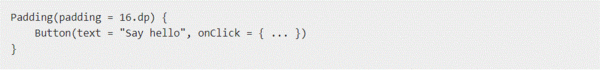 Padding(padding = 16.dp) {
    Button(text = "Say hello", onClick = { ... })
}